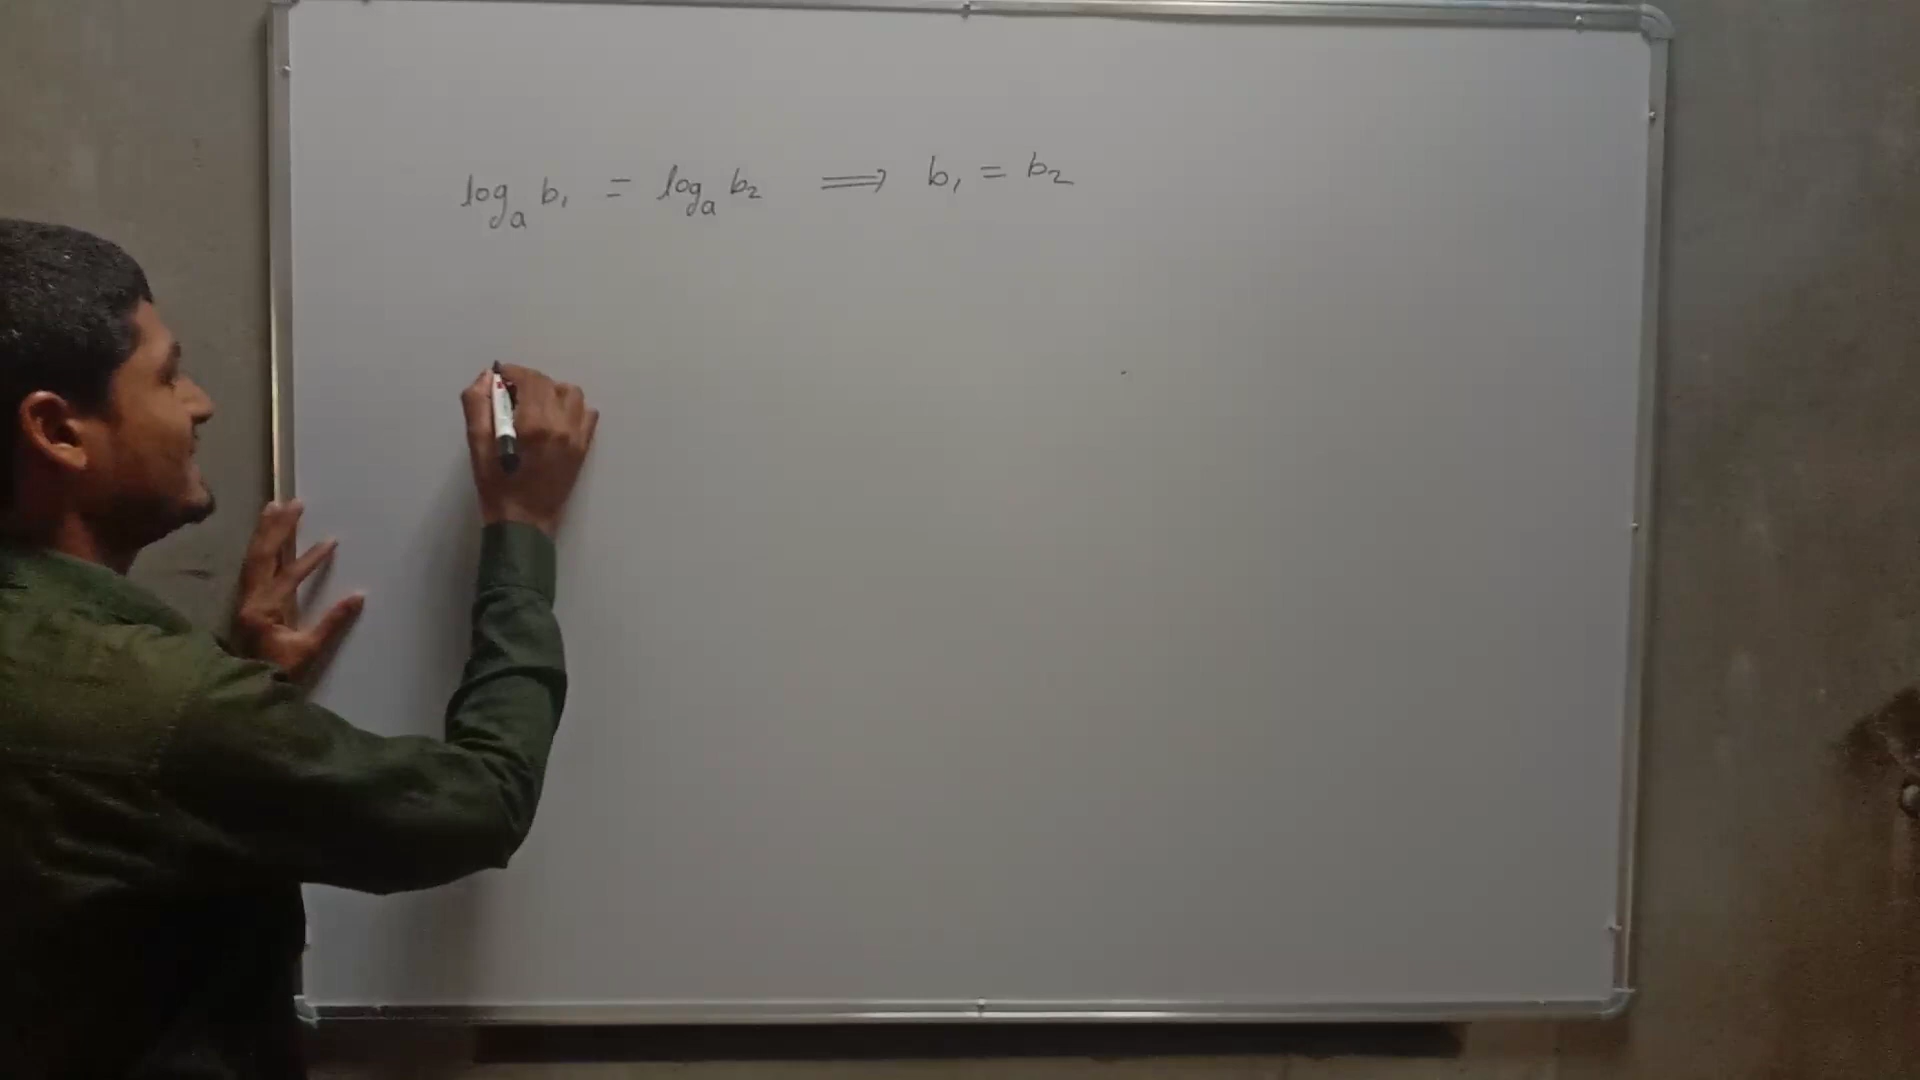 log_a b₁ = log_a b₂ ⟹ b₁ = b₂